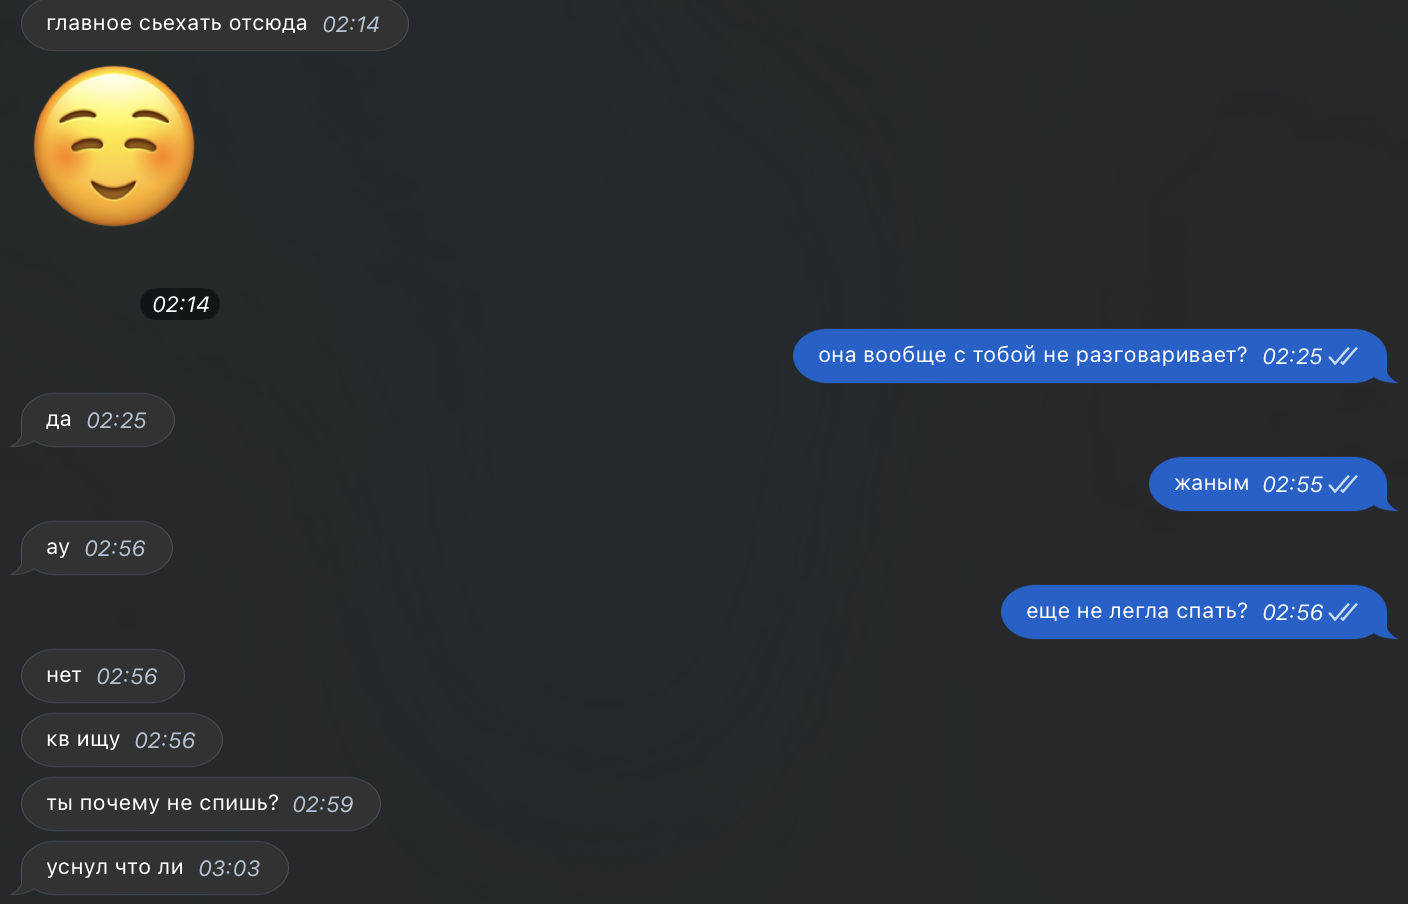 главное сьехать отсюда 02:14
02:14
она вообще с тобой не разговаривает? 02:25
да 02:25
жаным 02:55
ау 02:56
еще не легла спать? 02:56
нет 02:56
кв ищу 02:56
ты почему не спишь? 02:59
уснул что ли 03:03